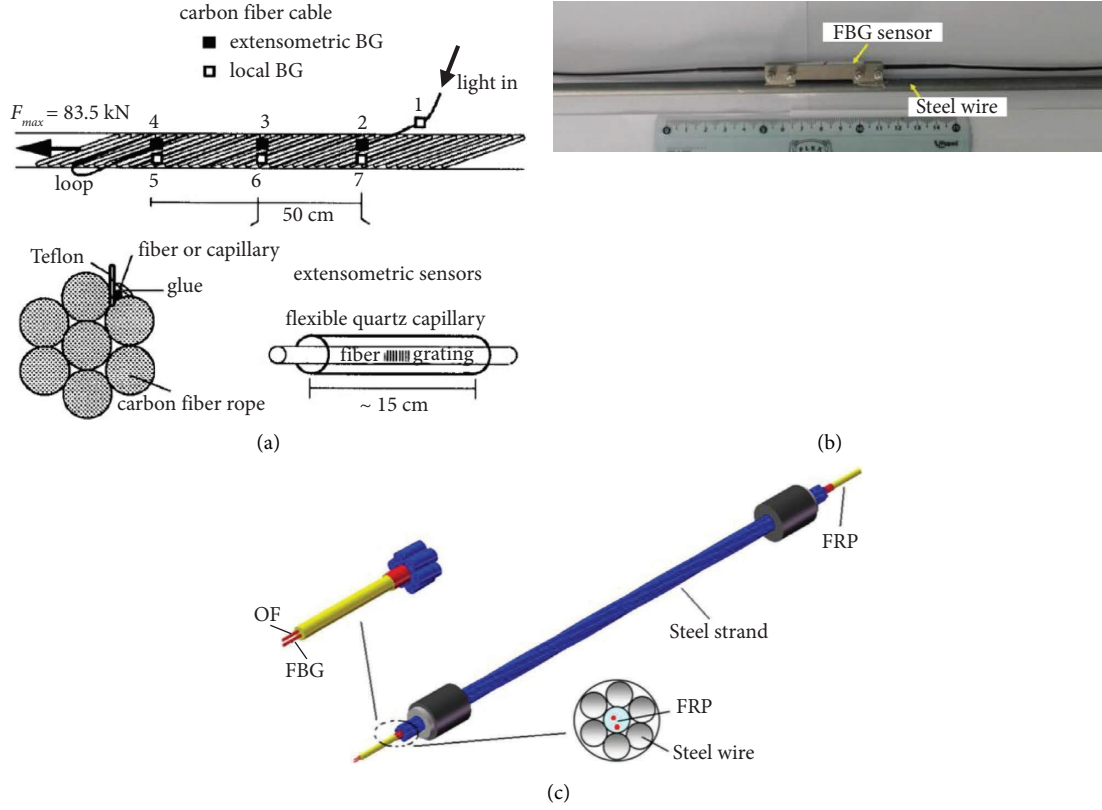 carbon fiber cable
extensometric BG
local BG
light in
1
F_max = 83.5 kN
4 3 2
loop
5 6 7
50 cm
Teflon
fiber or capillary
glue
carbon fiber rope
extensometric sensors
flexible quartz capillary
fiber grating
~ 15 cm
(a)
FBG sensor
Steel wire
(b)
OF
FBG
FRP
Steel strand
FRP
Steel wire
(c)